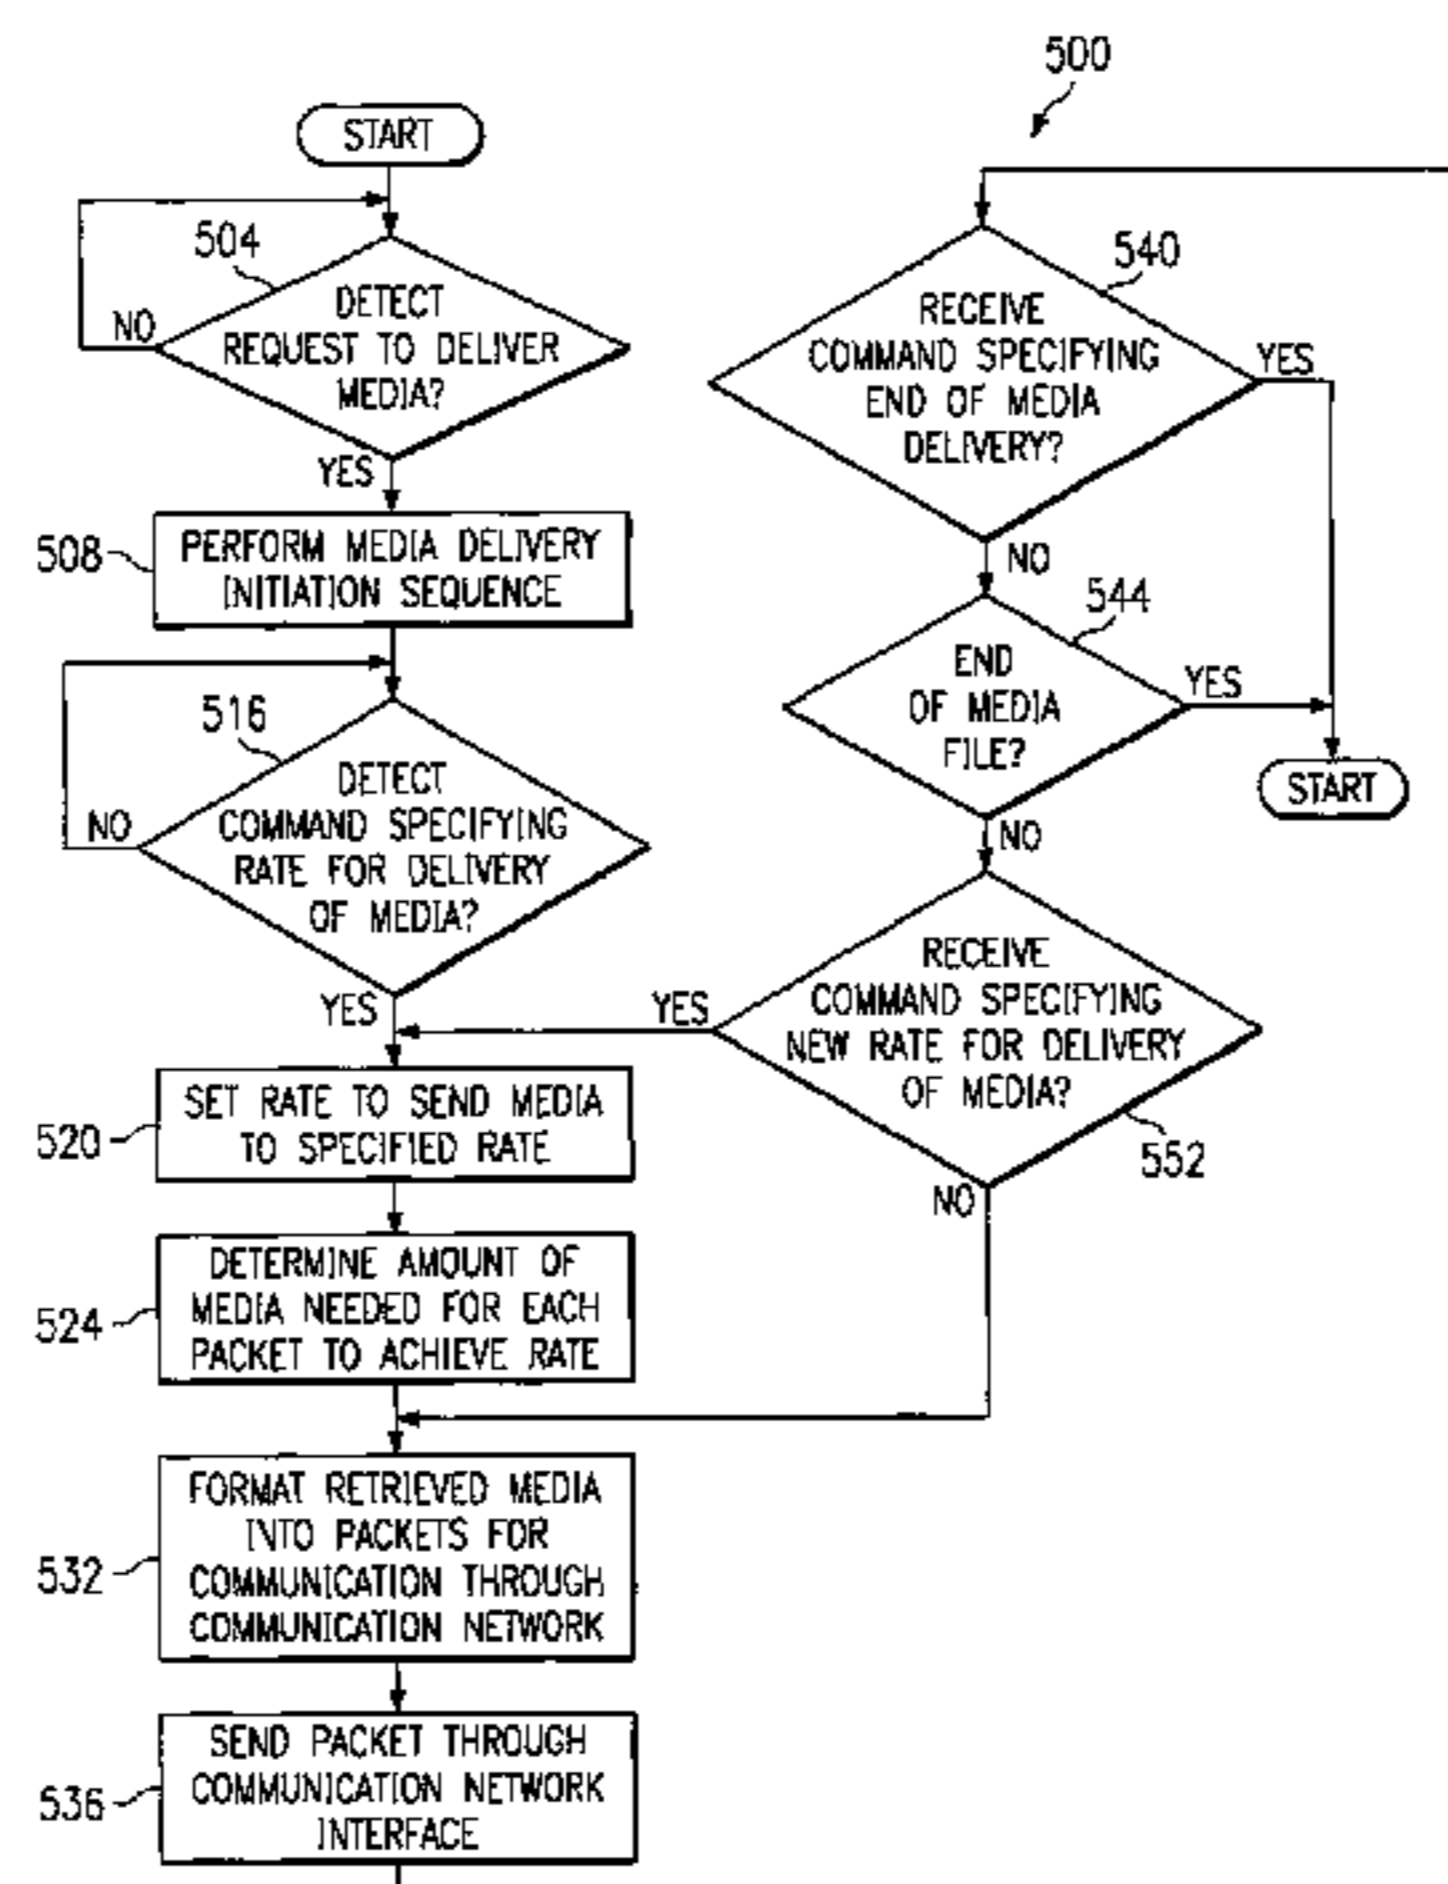 500
START
504
DETECT
REQUEST TO DELIVER
MEDIA?
NO
YES
508
PERFORM MEDIA DELIVERY
INITIATION SEQUENCE
516
DETECT
COMMAND SPECIFYING
RATE FOR DELIVERY
OF MEDIA?
NO
YES
520
SET RATE TO SEND MEDIA
TO SPECIFIED RATE
524
DETERMINE AMOUNT OF
MEDIA NEEDED FOR EACH
PACKET TO ACHIEVE RATE
532
FORMAT RETRIEVED MEDIA
INTO PACKETS FOR
COMMUNICATION THROUGH
COMMUNICATION NETWORK
536
SEND PACKET THROUGH
COMMUNICATION NETWORK
INTERFACE
540
RECEIVE
COMMAND SPECIFYING
END OF MEDIA
DELIVERY?
YES
NO
544
END
OF MEDIA
FILE?
YES
START
NO
RECEIVE
COMMAND SPECIFYING
NEW RATE FOR DELIVERY
OF MEDIA?
YES
552
NO